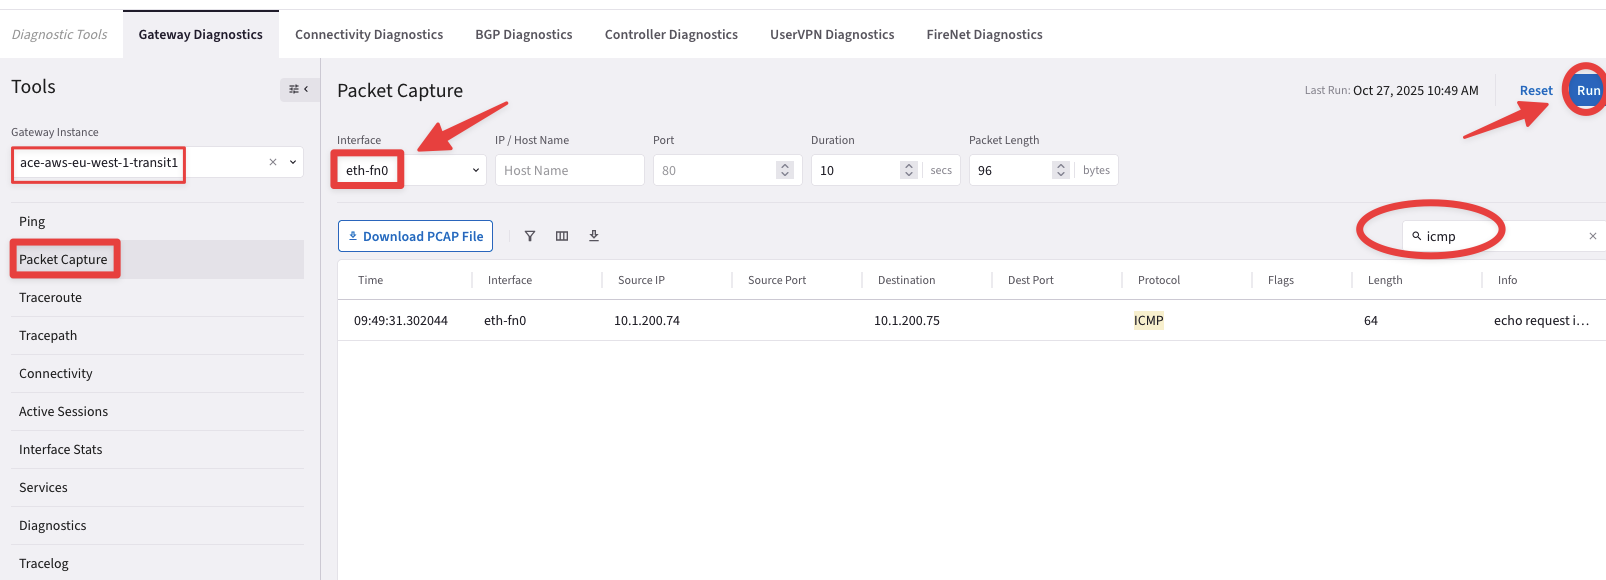 Diagnostic Tools Gateway Diagnostics Connectivity Diagnostics BGP Diagnostics Controller Diagnostics UserVPN Diagnostics FireNet Diagnostics
Tools
Gateway Instance
ace-aws-eu-west-1-transit1
Ping
Packet Capture
Traceroute
Tracepath
Connectivity
Active Sessions
Interface Stats
Services
Diagnostics
Tracelog
Packet Capture
Last Run: Oct 27, 2025 10:49 AM Reset Run
Interface IP / Host Name Port Duration Packet Length
eth-fn0 Host Name 80 10 secs 96 bytes
Download PCAP File icmp
Time Interface Source IP Source Port Destination Dest Port Protocol Flags Length Info
09:49:31.302044 eth-fn0 10.1.200.74 10.1.200.75 ICMP 64 echo request i...